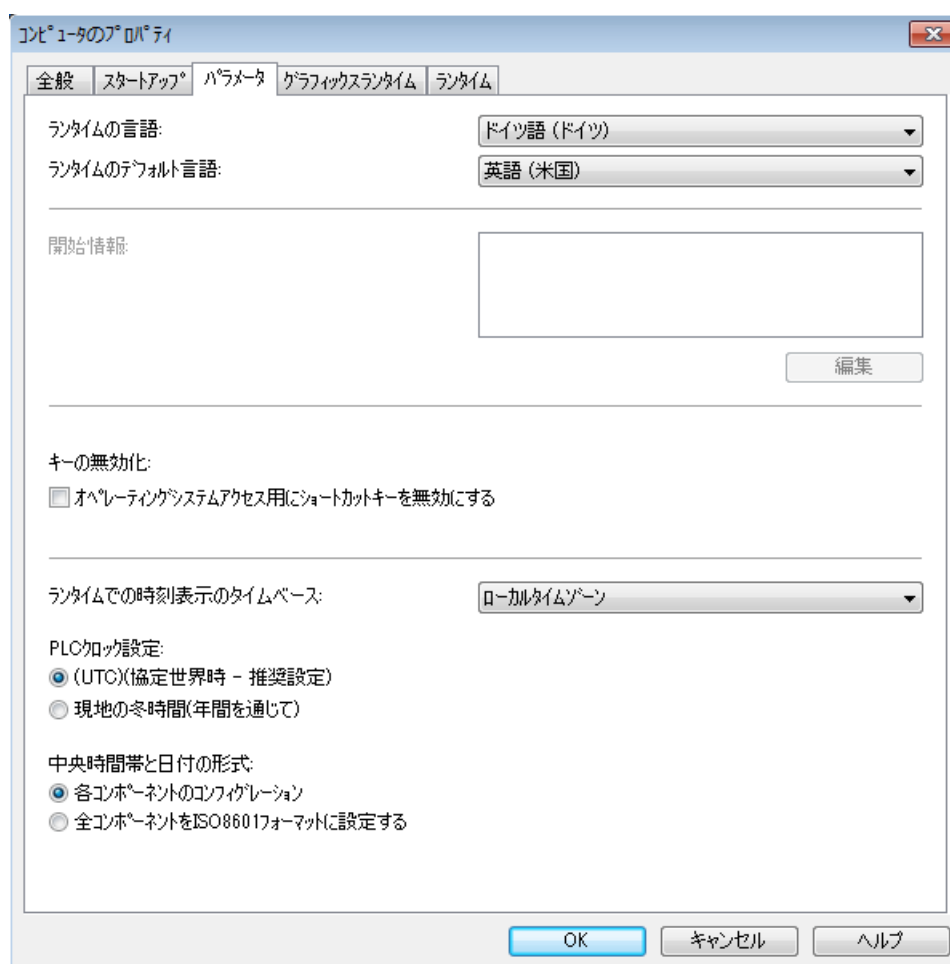 コンピュータのプロパティ
全般 スタートアップ パラメータ グラフィックスランタイム ランタイム
ランタイムの言語: ドイツ語 (ドイツ)
ランタイムのデフォルト言語: 英語 (米国)
開始情報:
編集
キーの無効化:
オペレーティングシステムアクセス用にショートカットキーを無効にする
ランタイムでの時刻表示のタイムベース: ローカルタイムゾーン
PLCクロック設定:
(UTC)(協定世界時 - 推奨設定)
現地の冬時間(年間を通じて)
中央時間帯と日付の形式:
各コンポーネントのコンフィグレーション
全コンポーネントをISO8601フォーマットに設定する
OK キャンセル ヘルプ